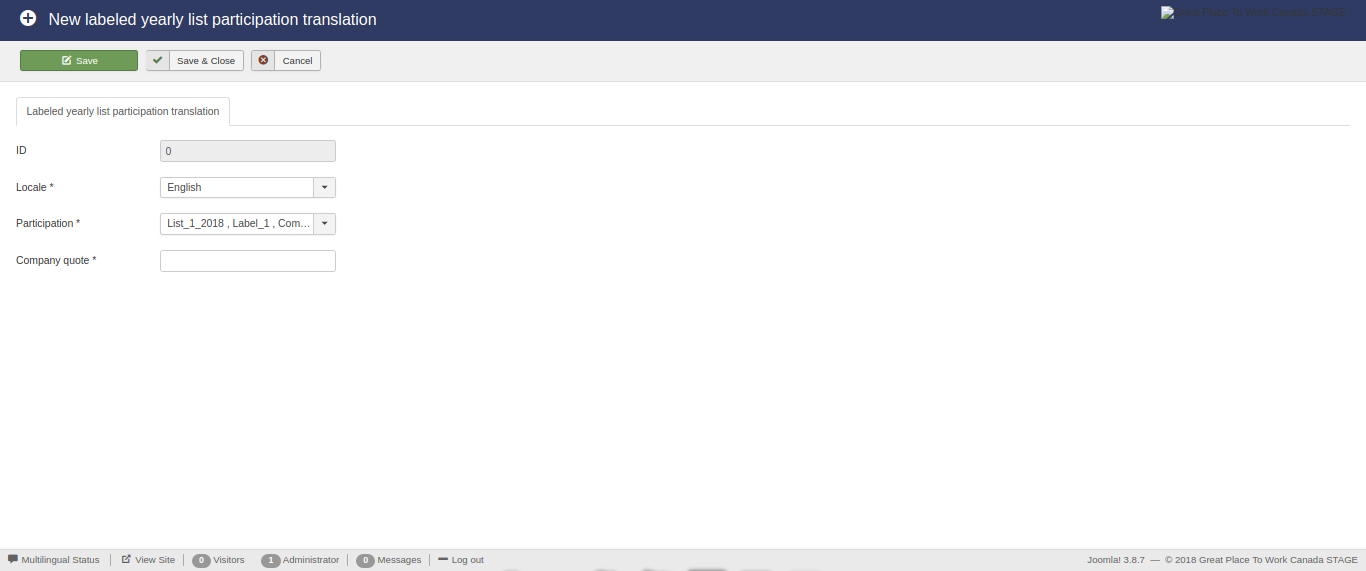 New labeled yearly list participation translation
Great Place To Work Canada STAGE
Save
Save & Close
Cancel
Labeled yearly list participation translation
ID
0
Locale *
English
Participation *
List_1_2018 , Label_1 , Com...
Company quote *
Multilingual Status
View Site
0 Visitors
1 Administrator
0 Messages
Log out
Joomla! 3.8.7 — © 2018 Great Place To Work Canada STAGE